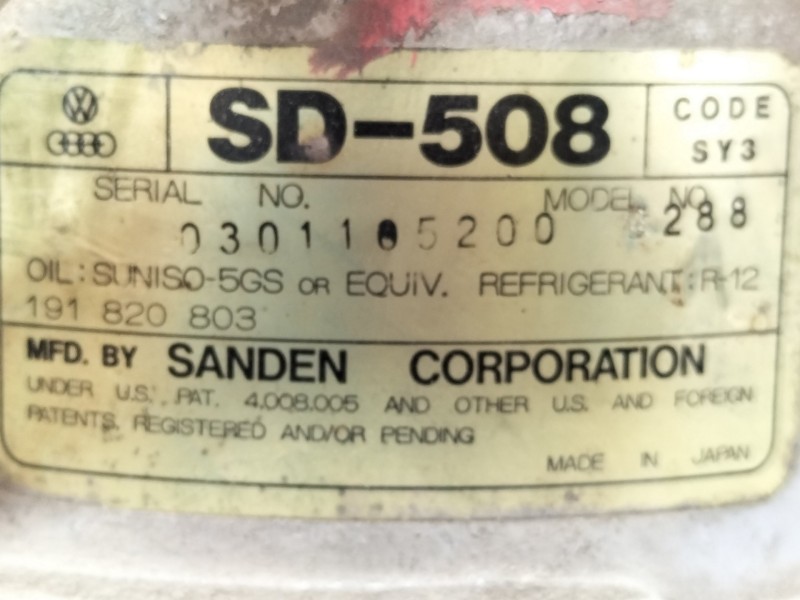 SD-508
CODE
SY3
SERIAL NO.
MODEL NO.
288
OIL: SUNISO-5GS OR EQUIV. REFRIGERANT: R-12
191 820 803
MFD. BY SANDEN CORPORATION
UNDER U.S. PAT. 4,008,005 AND OTHER U.S. AND FOREIGN
PATENTS, REGISTERED AND/OR PENDING
MADE IN JAPAN